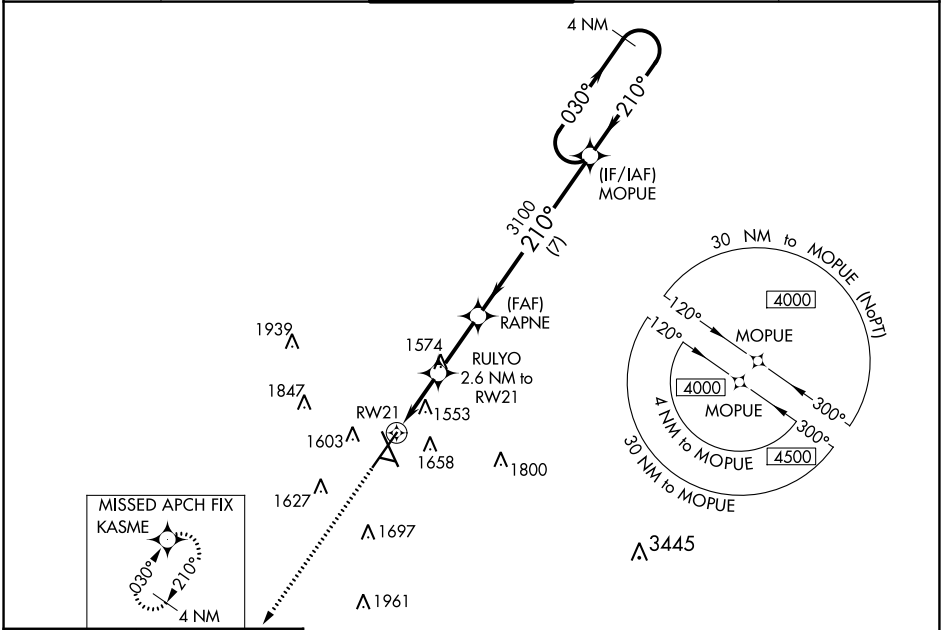 4 NM
030°
210°
(IF/IAF)
MOPUE
3100
210°
(7)
30 NM to MOPUE (NoPT)
4000
120°
MOPUE
300°
120°
4000
MOPUE
300°
4 NM to MOPUE
4500
30 NM to MOPUE
(FAF)
RAPNE
1939
1574
RULYO
2.6 NM to
RW21
1847
RW21
1553
1603
1658
1800
1627
MISSED APCH FIX
KASME
030°
210°
4 NM
1697
3445
1961